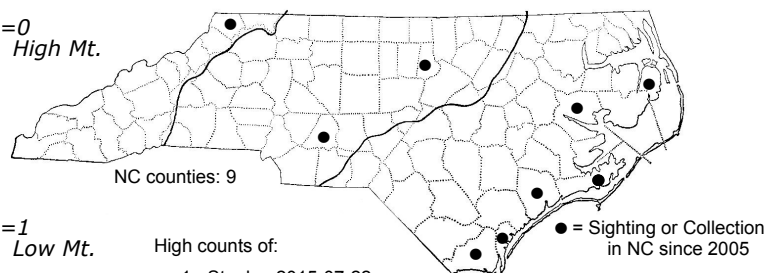 =0
High Mt.
NC counties: 9
=1
Low Mt.
High counts of:
● = Sighting or Collection
in NC since 2005